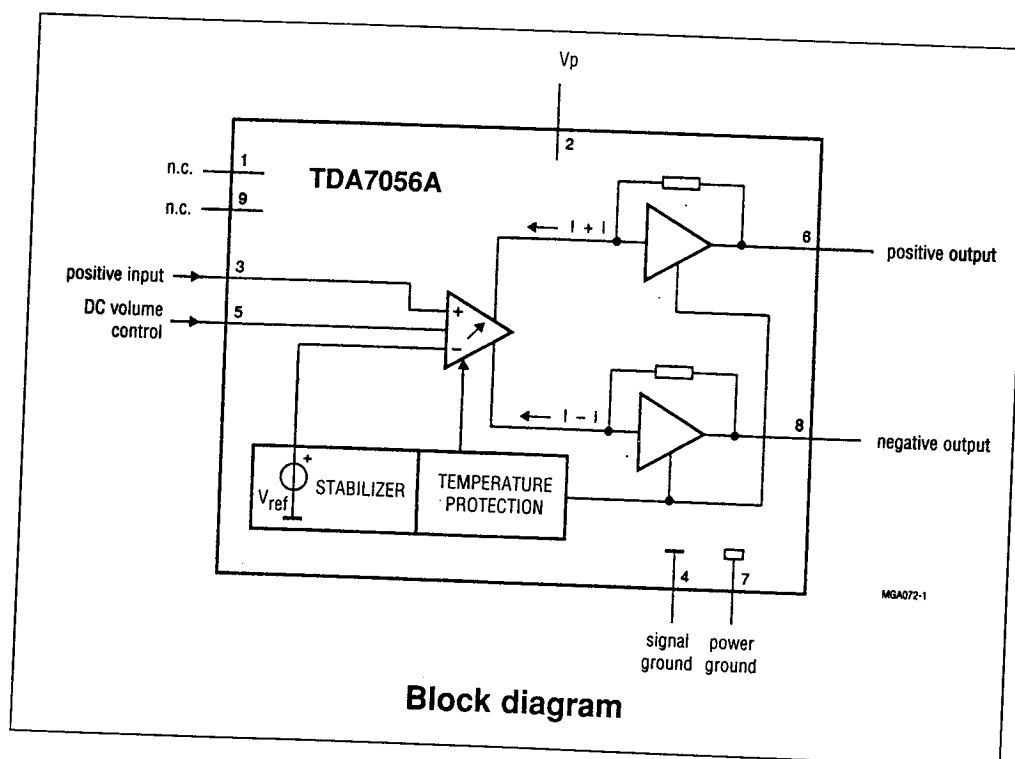 Vp
2
n.c. 1
TDA7056A
n.c. 9
I + i
6 positive output
positive input 3
DC volume
control
5
+
−
I − i
8 negative output
+
Vref
STABILIZER
TEMPERATURE
PROTECTION
4 7
MGA072-1
signal
ground
power
ground
Block diagram